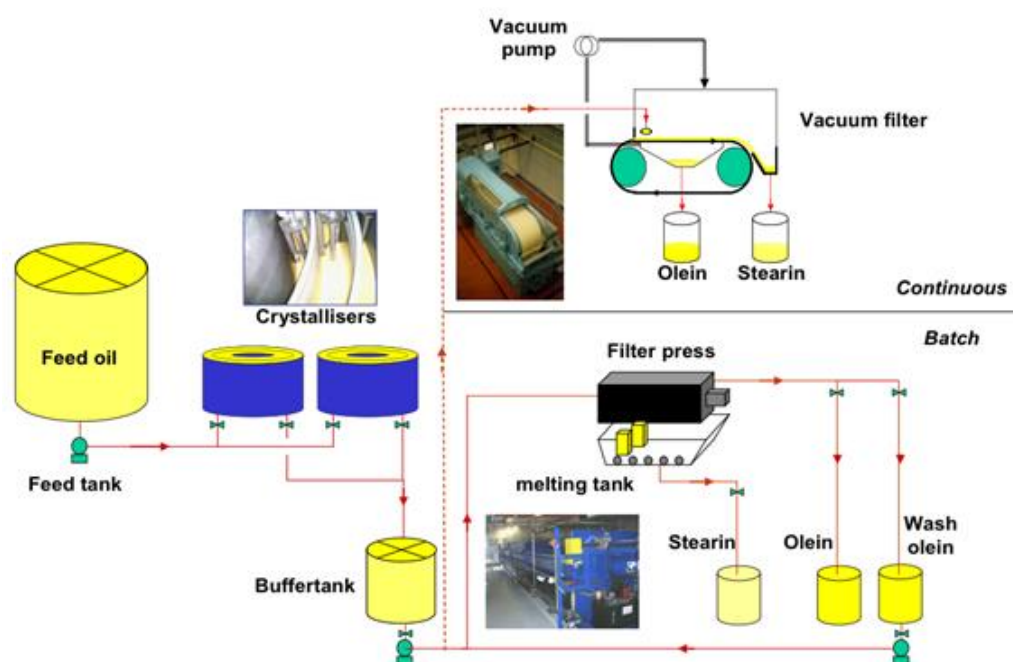 Vacuum
pump
Vacuum filter
Olein
Stearin
Continuous
Crystallisers
Feed oil
Feed tank
Batch
Filter press
melting tank
Stearin
Olein
Wash
olein
Buffertank